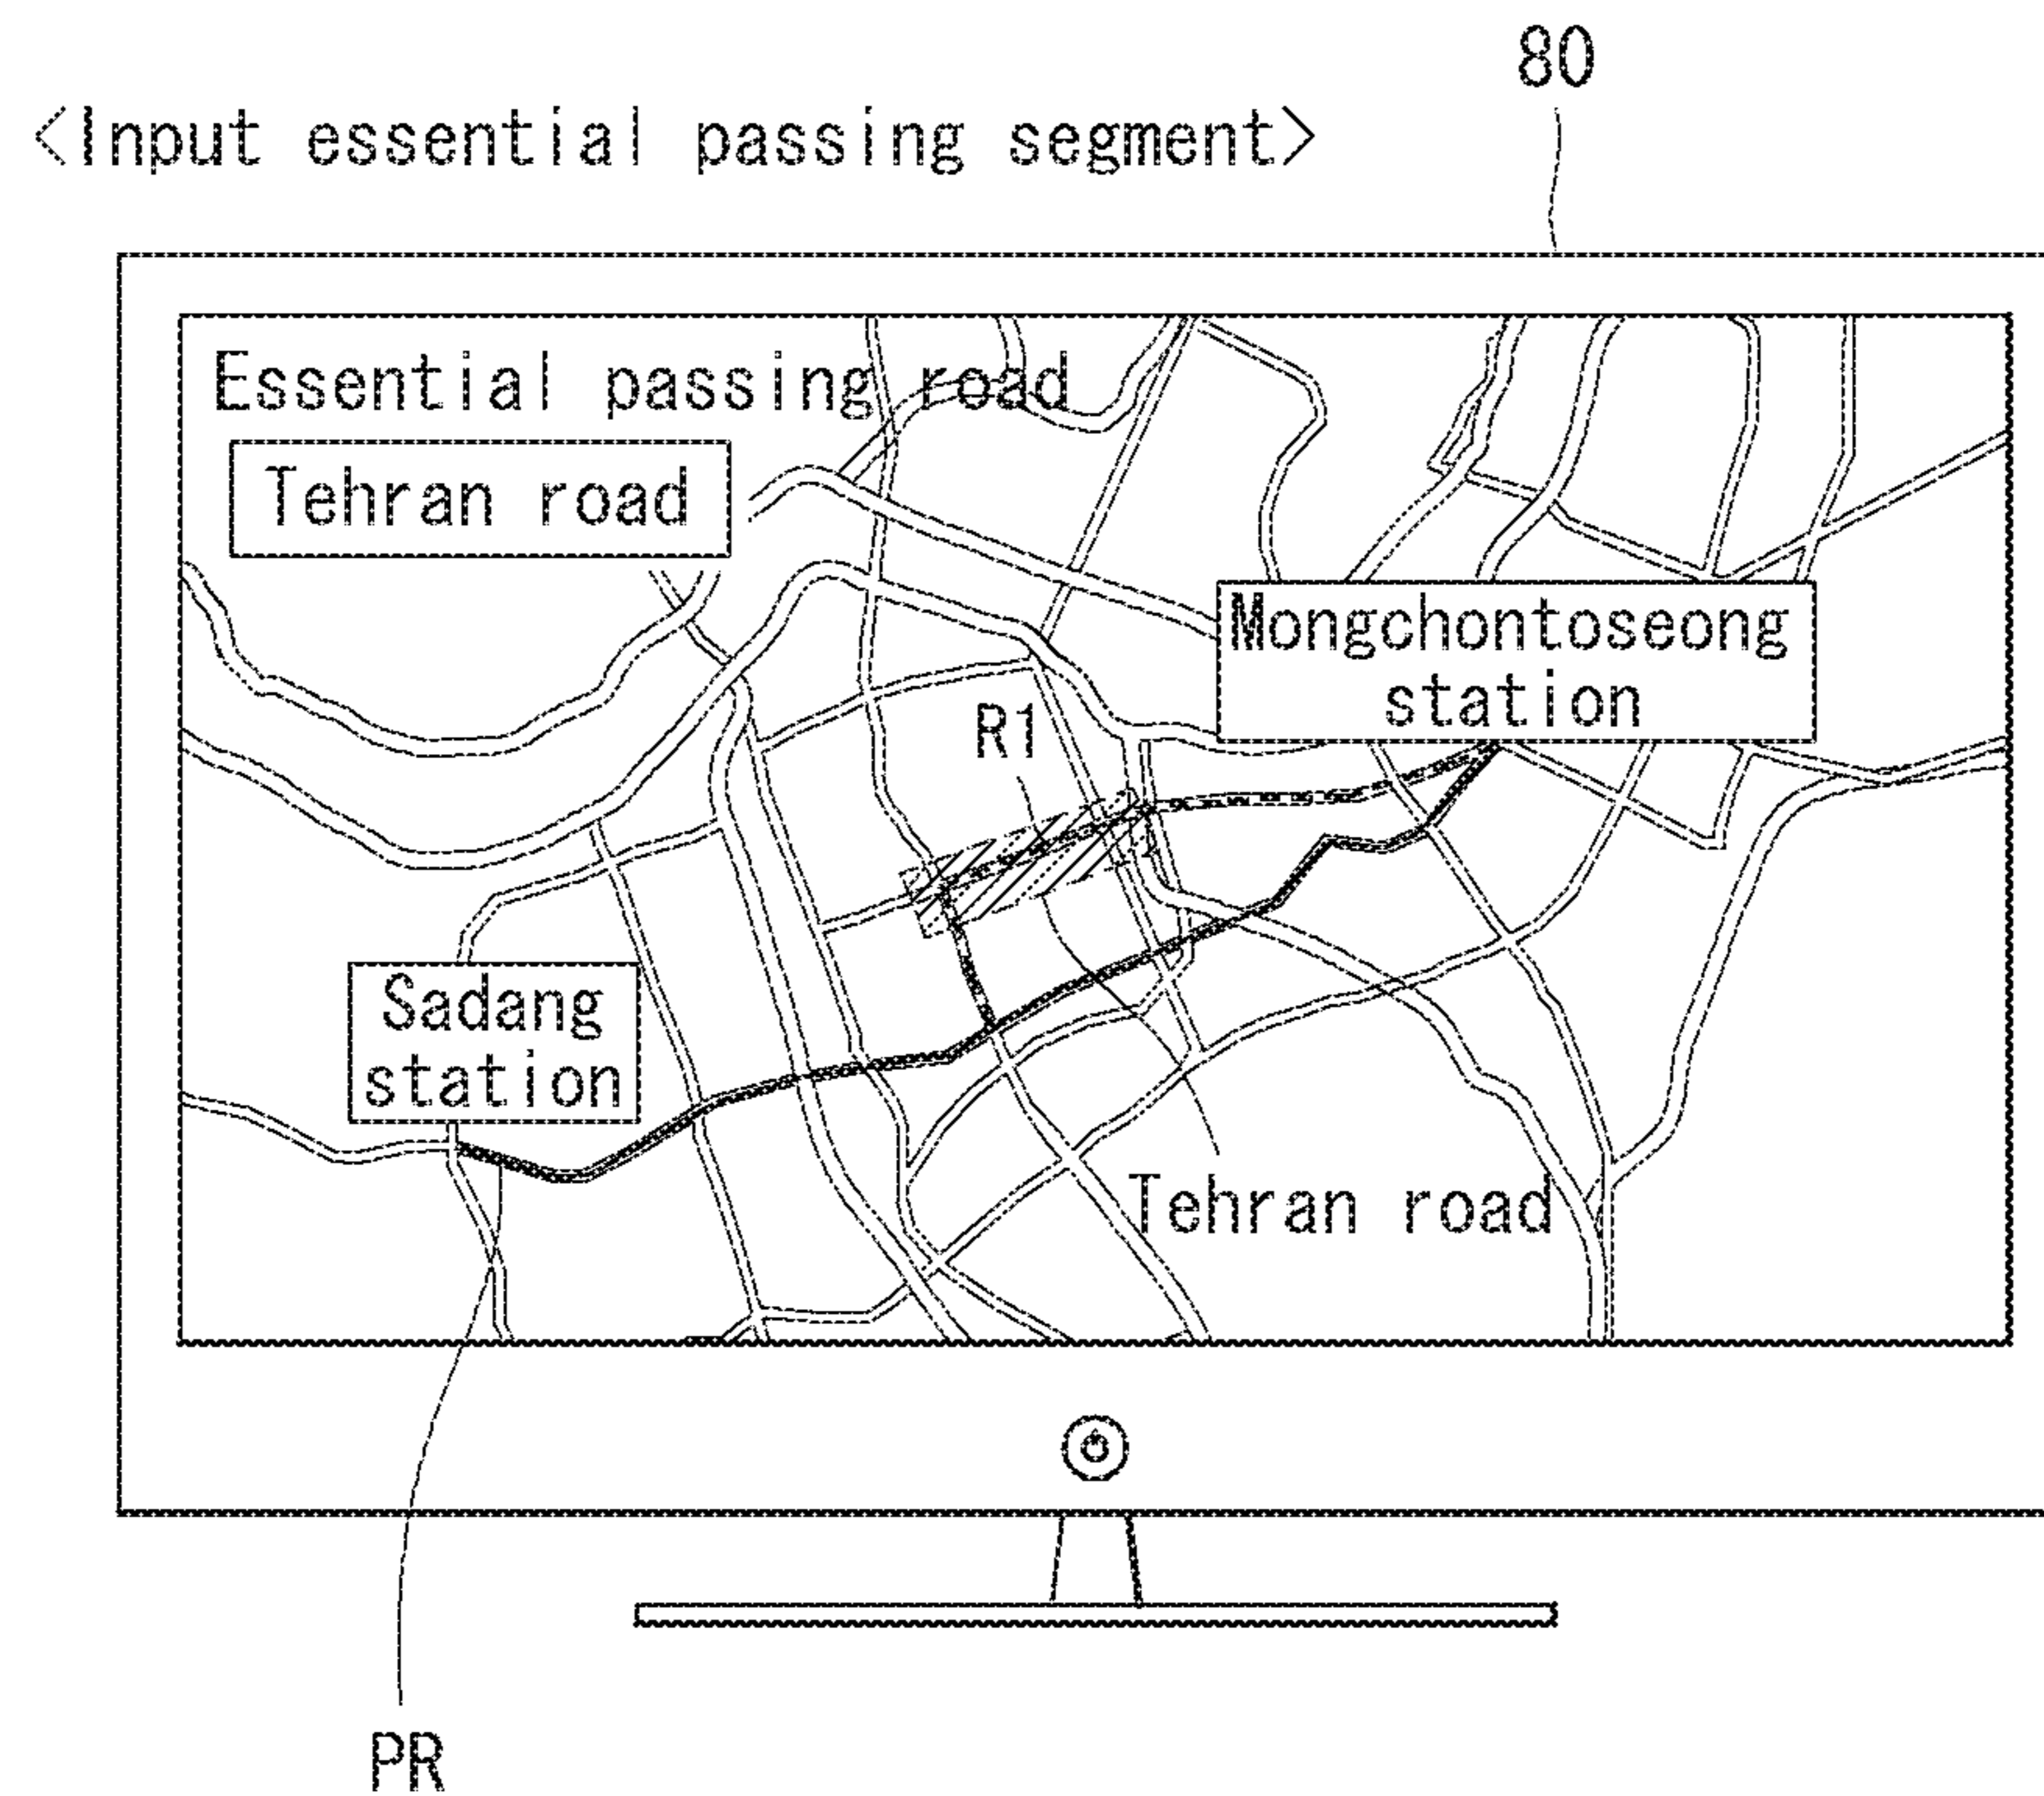 80
<Input essential passing segment>
Essential passing road
Tehran road
Mongchontoseong
station
R1
Sadang
station
Tehran road
PR